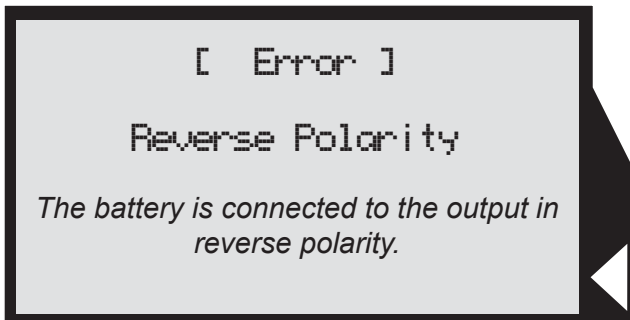 [ Error ]
Reverse Polarity
The battery is connected to the output in
reverse polarity.